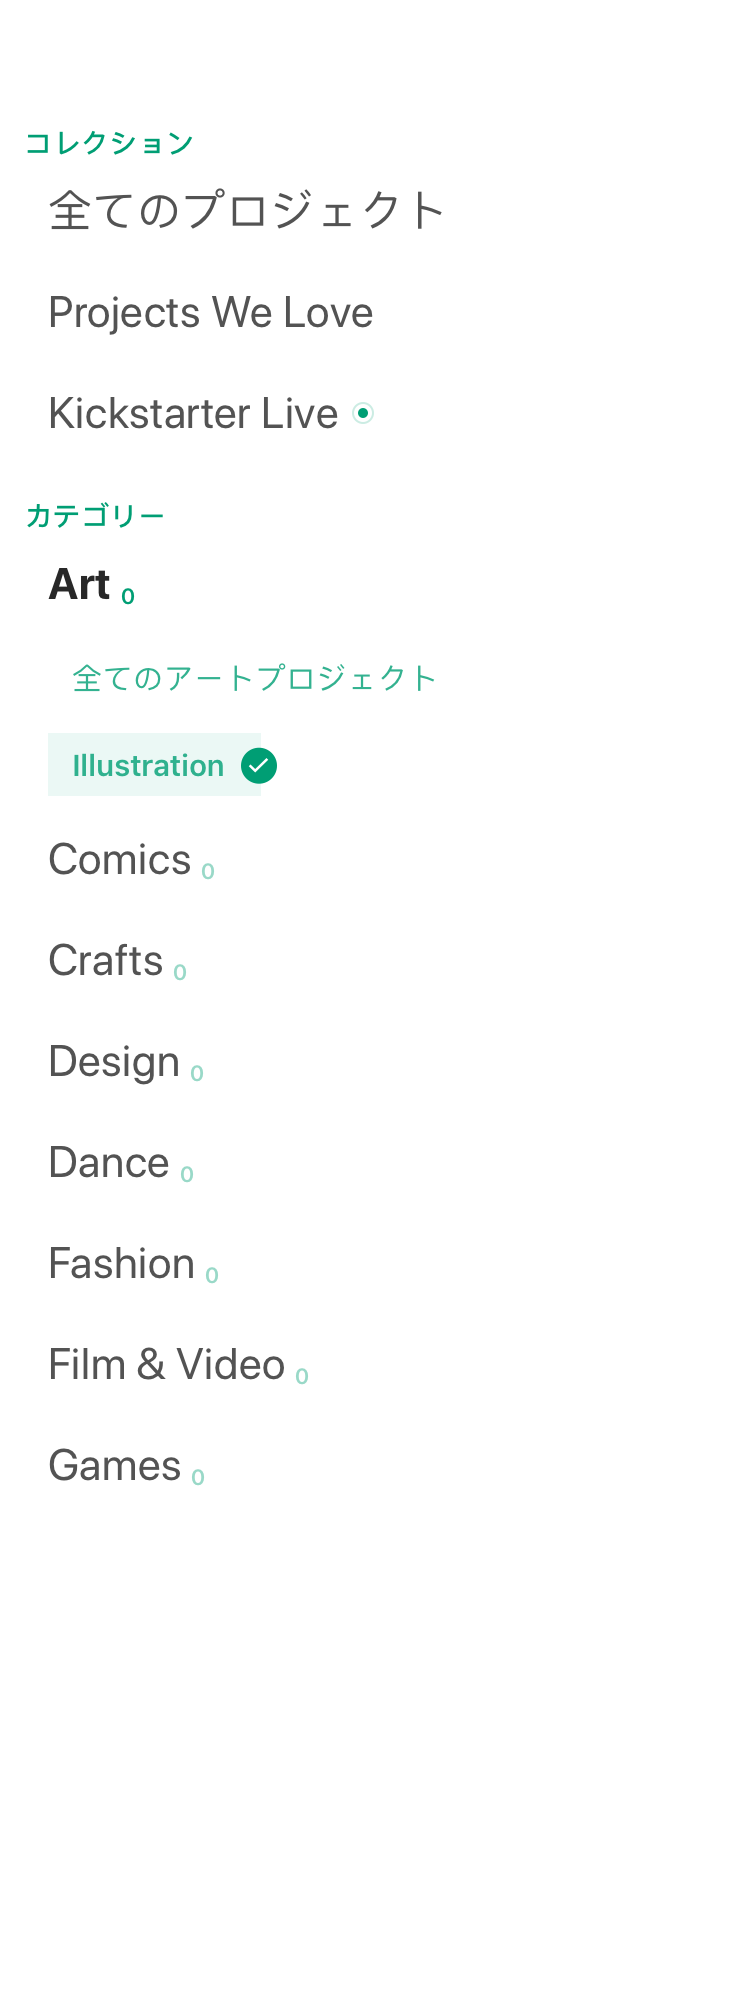 コレクション
全てのプロジェクト
Projects We Love
Kickstarter Live
カテゴリー
Art 0
全てのアートプロジェクト
Illustration
Comics 0
Crafts 0
Design 0
Dance 0
Fashion 0
Film & Video 0
Games 0